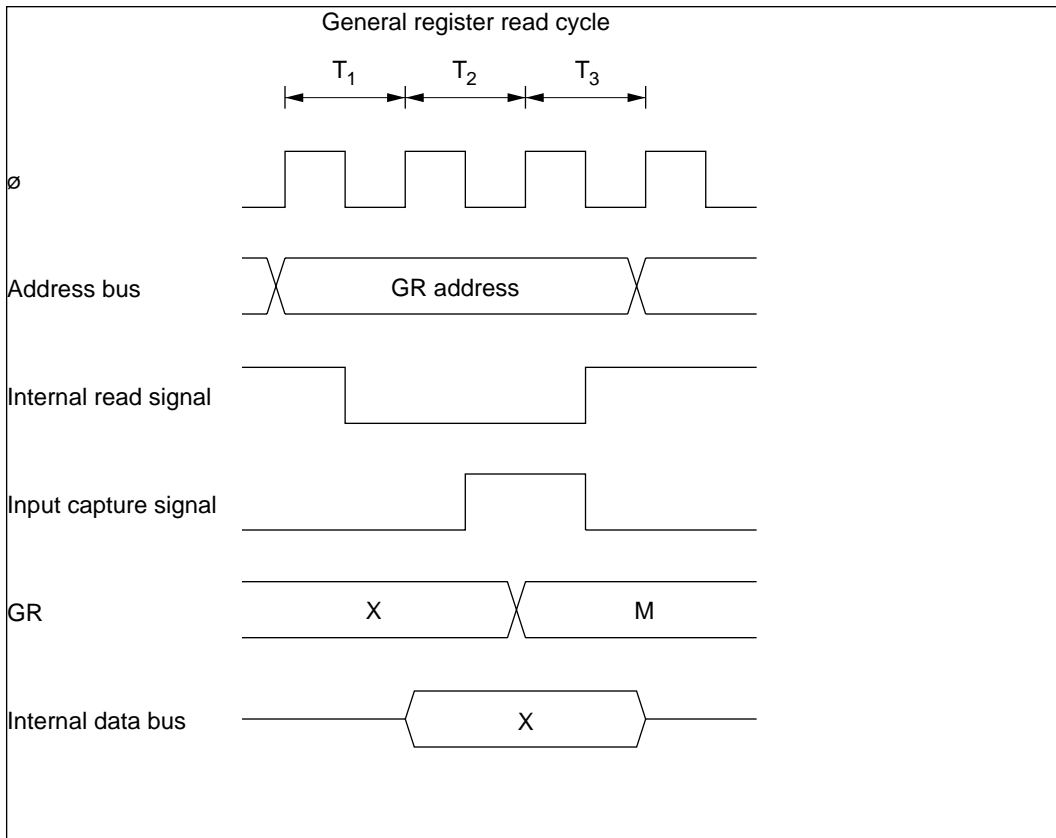 General register read cycle
T1 T2 T3
ø
Address bus GR address
Internal read signal
Input capture signal
GR X M
Internal data bus X